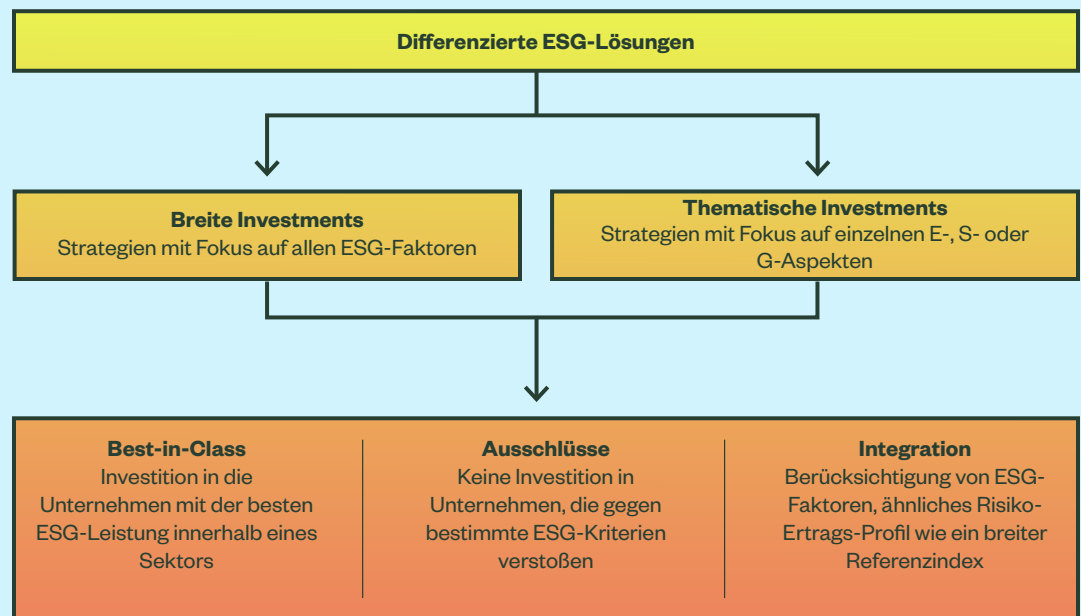 Differenzierte ESG-Lösungen
Breite Investments
Strategien mit Fokus auf allen ESG-Faktoren
Thematische Investments
Strategien mit Fokus auf einzelnen E-, S- oder
G-Aspekten
Best-in-Class
Investition in die
Unternehmen mit der besten
ESG-Leistung innerhalb eines
Sektors
Ausschlüsse
Keine Investition in
Unternehmen, die gegen
bestimmte ESG-Kriterien
verstoßen
Integration
Berücksichtigung von ESG-
Faktoren, ähnliches Risiko-
Ertrags-Profil wie ein breiter
Referenzindex